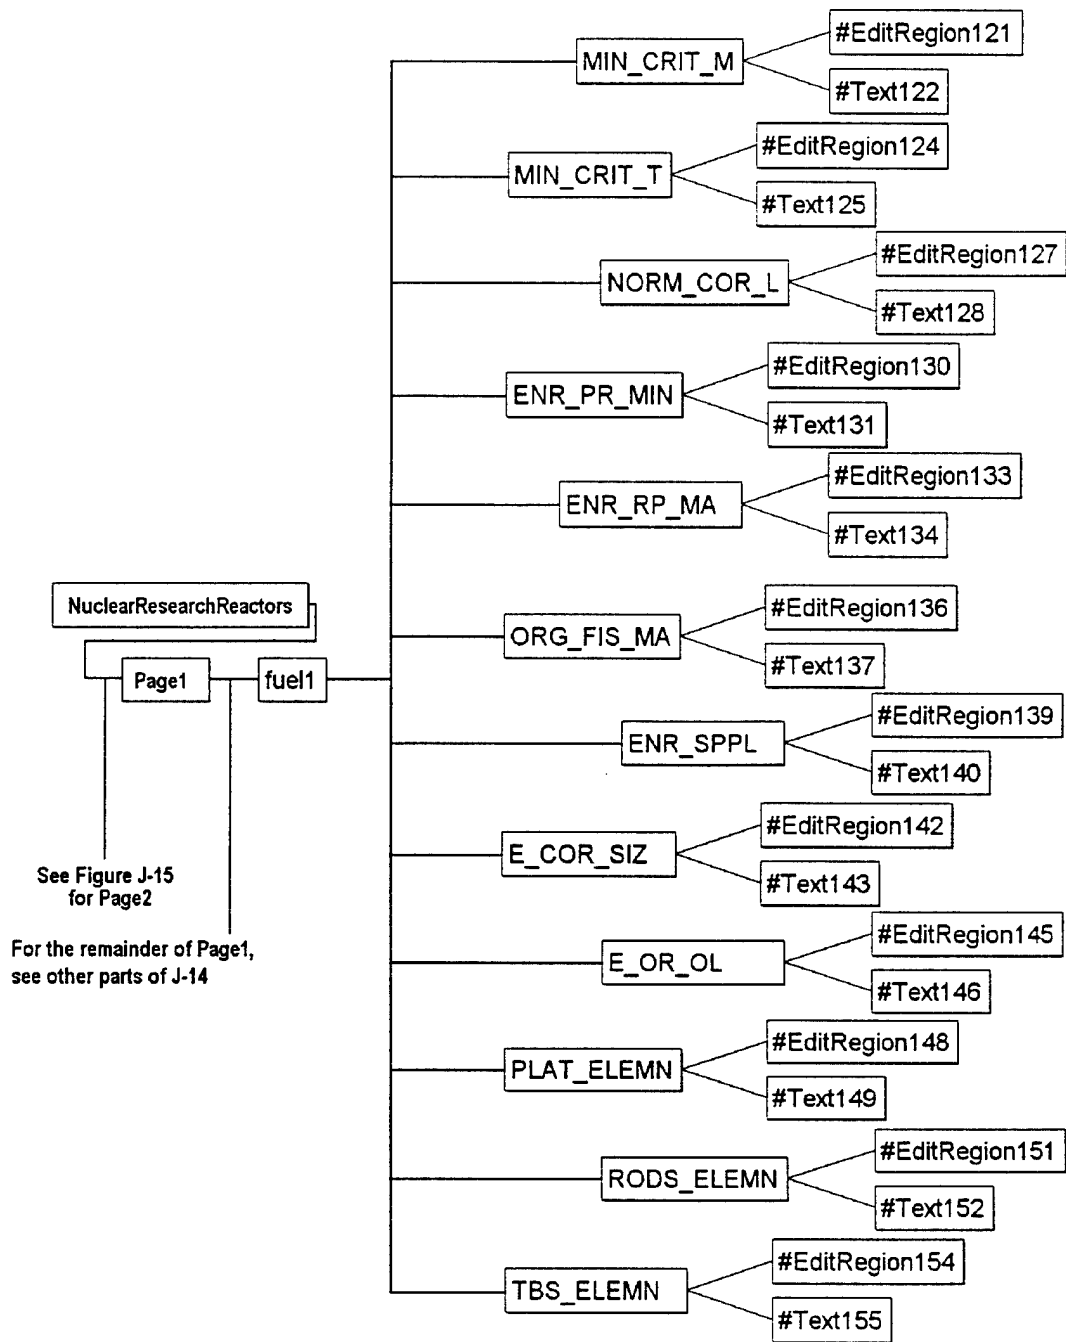 #EditRegion121
MIN_CRIT_M
#Text122
#EditRegion124
MIN_CRIT_T
#Text125
#EditRegion127
NORM_COR_L
#Text128
#EditRegion130
ENR_PR_MIN
#Text131
#EditRegion133
ENR_RP_MA
#Text134
NuclearResearchReactors
Page1
fuel1
#EditRegion136
ORG_FIS_MA
#Text137
#EditRegion139
ENR_SPPL
#Text140
#EditRegion142
E_COR_SIZ
#Text143
See Figure J-15
for Page2
For the remainder of Page1,
see other parts of J-14
#EditRegion145
E_OR_OL
#Text146
#EditRegion148
PLAT_ELEMN
#Text149
#EditRegion151
RODS_ELEMN
#Text152
#EditRegion154
TBS_ELEMN
#Text155